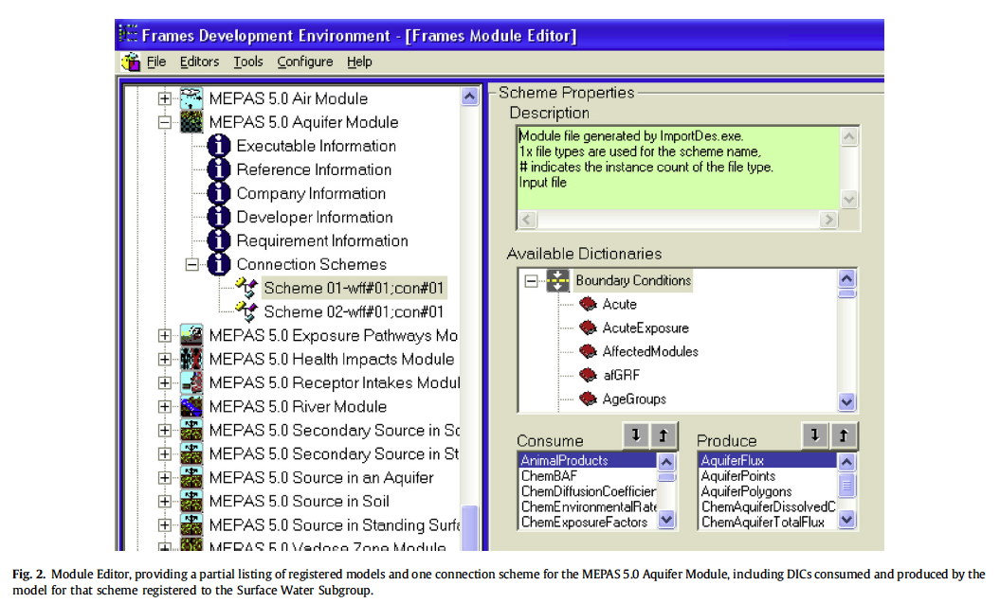 Frames Development Environment - [Frames Module Editor]
File Editors Tools Configure Help
MEPAS 5.0 Air Module
MEPAS 5.0 Aquifer Module
Executable Information
Reference Information
Company Information
Developer Information
Requirement Information
Connection Schemes
Scheme 01-wff#01;con#01
Scheme 02-wff#01;con#01
MEPAS 5.0 Exposure Pathways Mo
MEPAS 5.0 Health Impacts Module
MEPAS 5.0 Receptor Intakes Modul
MEPAS 5.0 River Module
MEPAS 5.0 Secondary Source in So
MEPAS 5.0 Secondary Source in St
MEPAS 5.0 Source in an Aquifer
MEPAS 5.0 Source in Soil
MEPAS 5.0 Source in Standing Surfa
MEPAS 5.0 Vadose Zone Module
Scheme Properties
Description
Module file generated by ImportDes.exe.
1x file types are used for the scheme name,
# indicates the instance count of the file type.
Input file
Available Dictionaries
Boundary Conditions
Acute
AcuteExposure
AffectedModules
afGRF
AgeGroups
Consume
AnimalProducts
ChemBAF
ChemDiffusionCoefficien
ChemEnvironmentalRate
ChemExposureFactors
Produce
AquiferFlux
AquiferPoints
AquiferPolygons
ChemAquiferDissolvedC
ChemAquiferTotalFlux
Fig. 2. Module Editor, providing a partial listing of registered models and one connection scheme for the MEPAS 5.0 Aquifer Module, including DICs consumed and produced by the
model for that scheme registered to the Surface Water Subgroup.